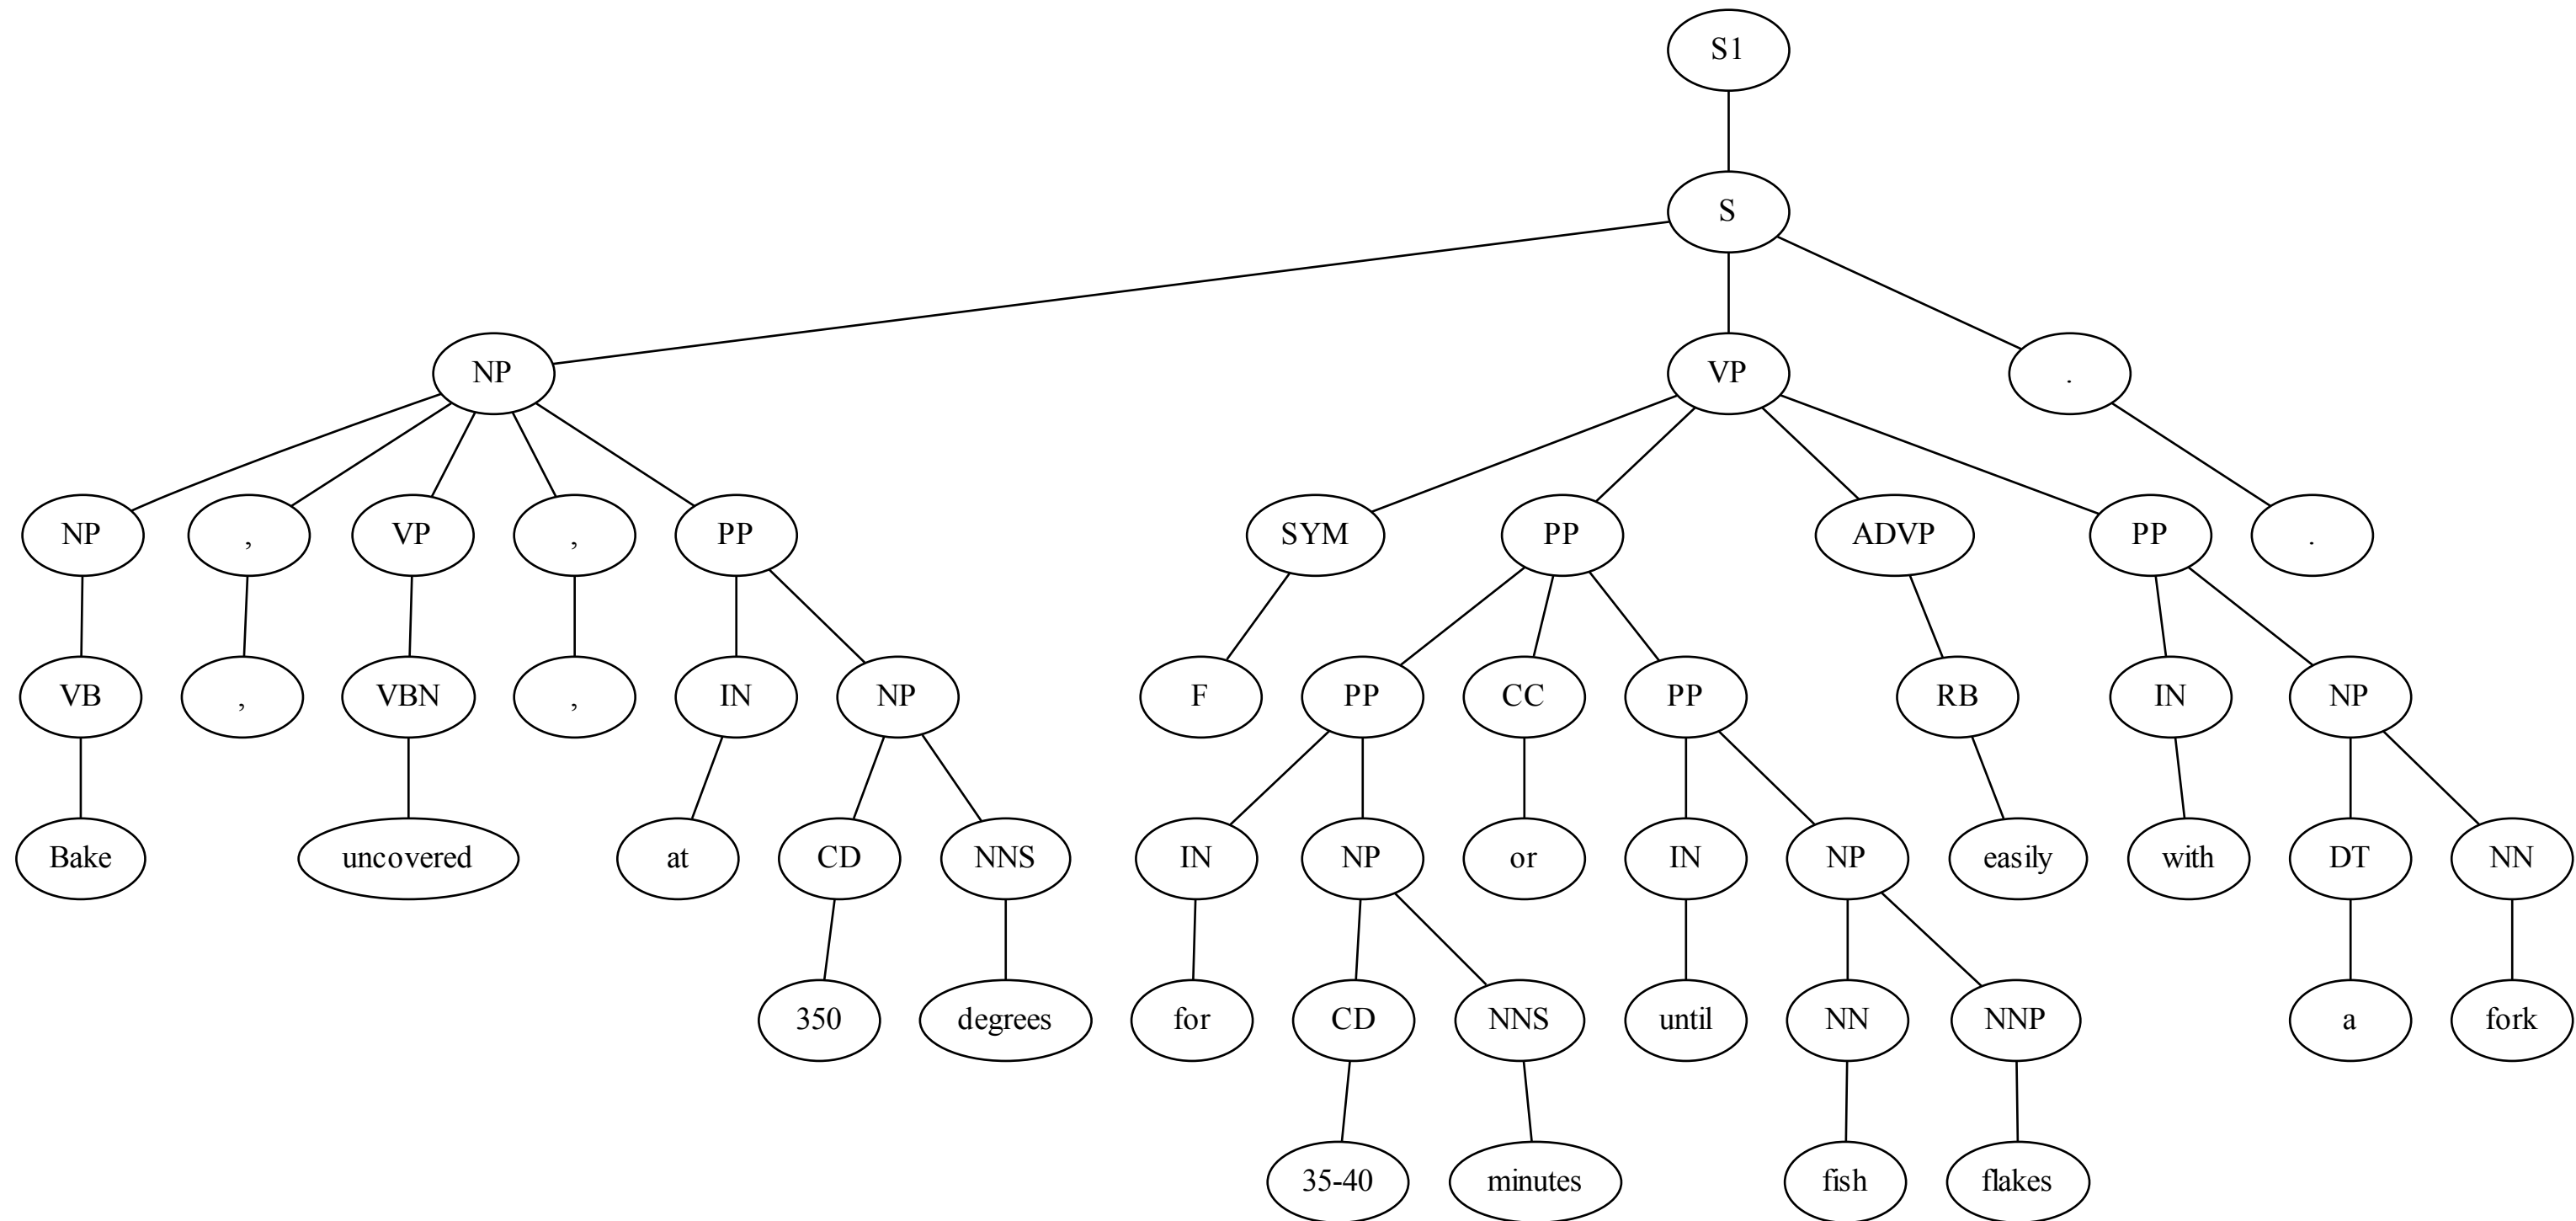 S1
S
NP VP .
NP , VP , PP SYM PP ADVP PP .
VB , VBN , IN NP F PP CC PP RB IN NP
Bake uncovered at CD NNS IN NP or IN NP easily with DT NN
350 degrees for CD NNS until NN NNP a fork
35-40 minutes fish flakes